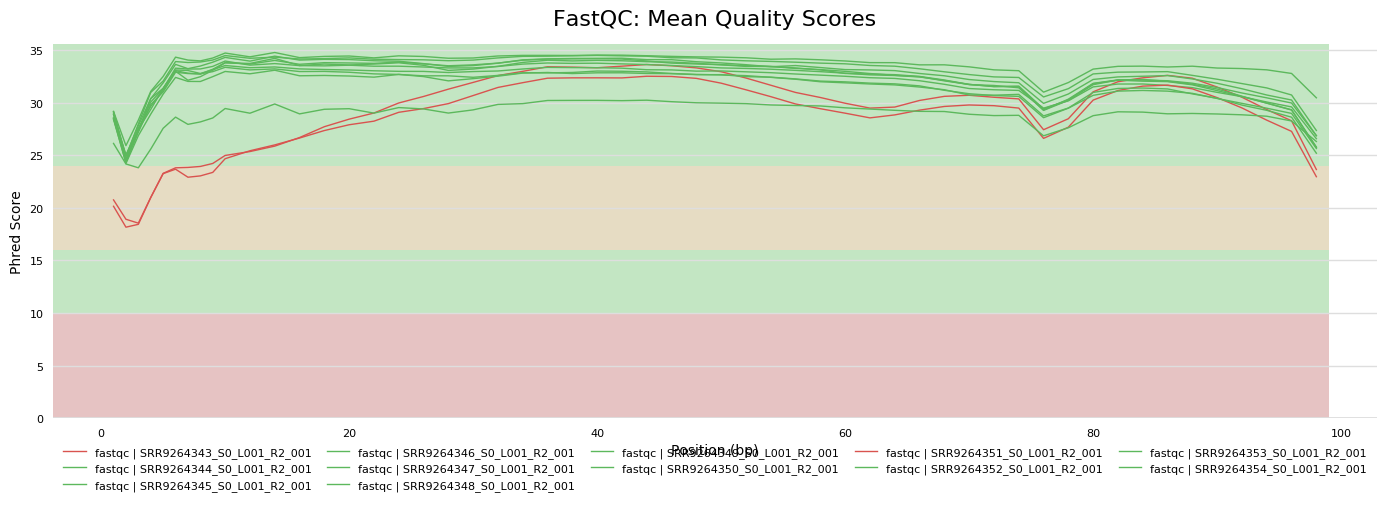 FastQC: Mean Quality Scores
Phred Score
35
30
25
20
15
10
5
0
0 20 40 60 80 100
Position (bp)
fastqc | SRR9264343_S0_L001_R2_001 fastqc | SRR9264346_S0_L001_R2_001 fastqc | SRR9264349_S0_L001_R2_001 fastqc | SRR9264351_S0_L001_R2_001 fastqc | SRR9264353_S0_L001_R2_001
fastqc | SRR9264344_S0_L001_R2_001 fastqc | SRR9264347_S0_L001_R2_001 fastqc | SRR9264350_S0_L001_R2_001 fastqc | SRR9264352_S0_L001_R2_001 fastqc | SRR9264354_S0_L001_R2_001
fastqc | SRR9264345_S0_L001_R2_001 fastqc | SRR9264348_S0_L001_R2_001